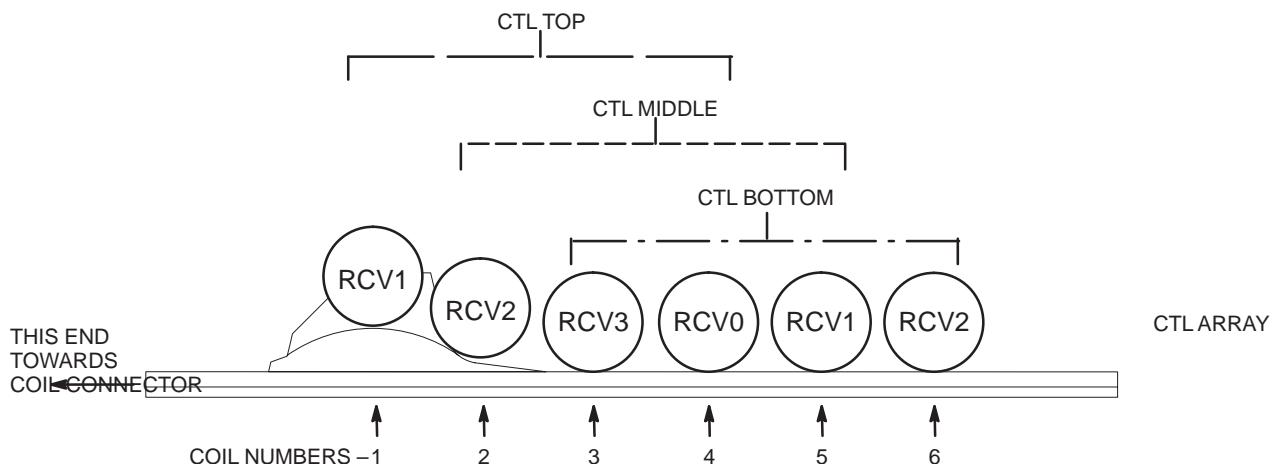 CTL TOP
CTL MIDDLE
CTL BOTTOM
RCV1
RCV2
RCV3
RCV0
RCV1
RCV2
THIS END
TOWARDS
COIL CONNECTOR
CTL ARRAY
COIL NUMBERS –1 2 3 4 5 6